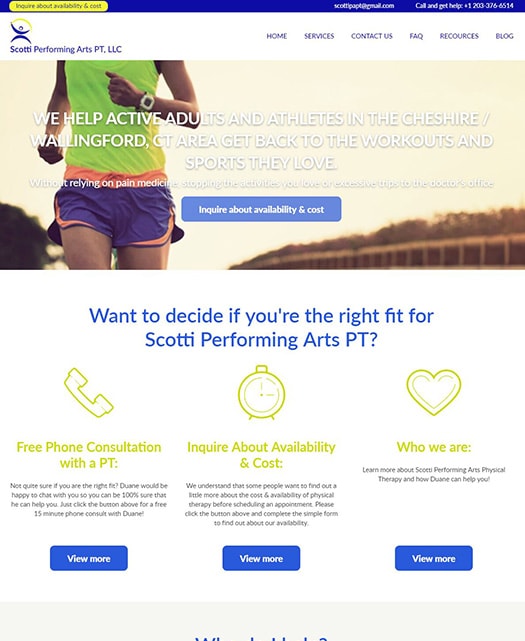 Inquire about availability & cost
scottipapt@gmail.com
Call and get help: +1 203-376-6514
Scotti Performing Arts PT, LLC
HOME
SERVICES
CONTACT US
FAQ
RECOURCES
BLOG
WE HELP ACTIVE ADULTS AND ATHLETES IN THE CHESHIRE /
WALLINGFORD, CT AREA GET BACK TO THE WORKOUTS AND
SPORTS THEY LOVE.
Without relying on pain medicine, stopping the activities you love or excessive trips to the doctor's office
Inquire about availability & cost
Want to decide if you're the right fit for
Scotti Performing Arts PT?
Free Phone Consultation
with a PT:
Not quite sure if you are the right fit? Duane would be
happy to chat with you so you can be 100% sure that
he can help you. Just click the button above for a free
15 minute phone consult with Duane!
View more
Inquire About Availability
& Cost:
We understand that some people want to find out a
little more about the cost & availability of physical
therapy before scheduling an appointment. Please
click the button above and complete the simple form
to find out about our availability.
View more
Who we are:
Learn more about Scotti Performing Arts Physical
Therapy and how Duane can help you!
View more